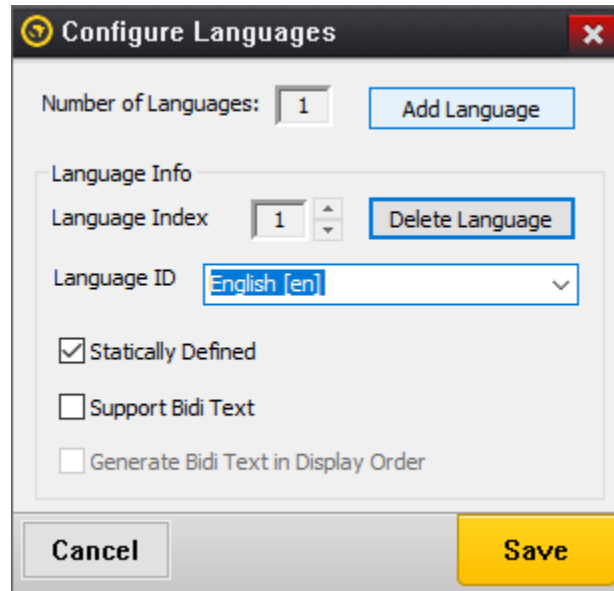 Configure Languages
Number of Languages: 1 Add Language
Language Info
Language Index 1 Delete Language
Language ID English [en]
Statically Defined
Support Bidi Text
Generate Bidi Text in Display Order
Cancel Save